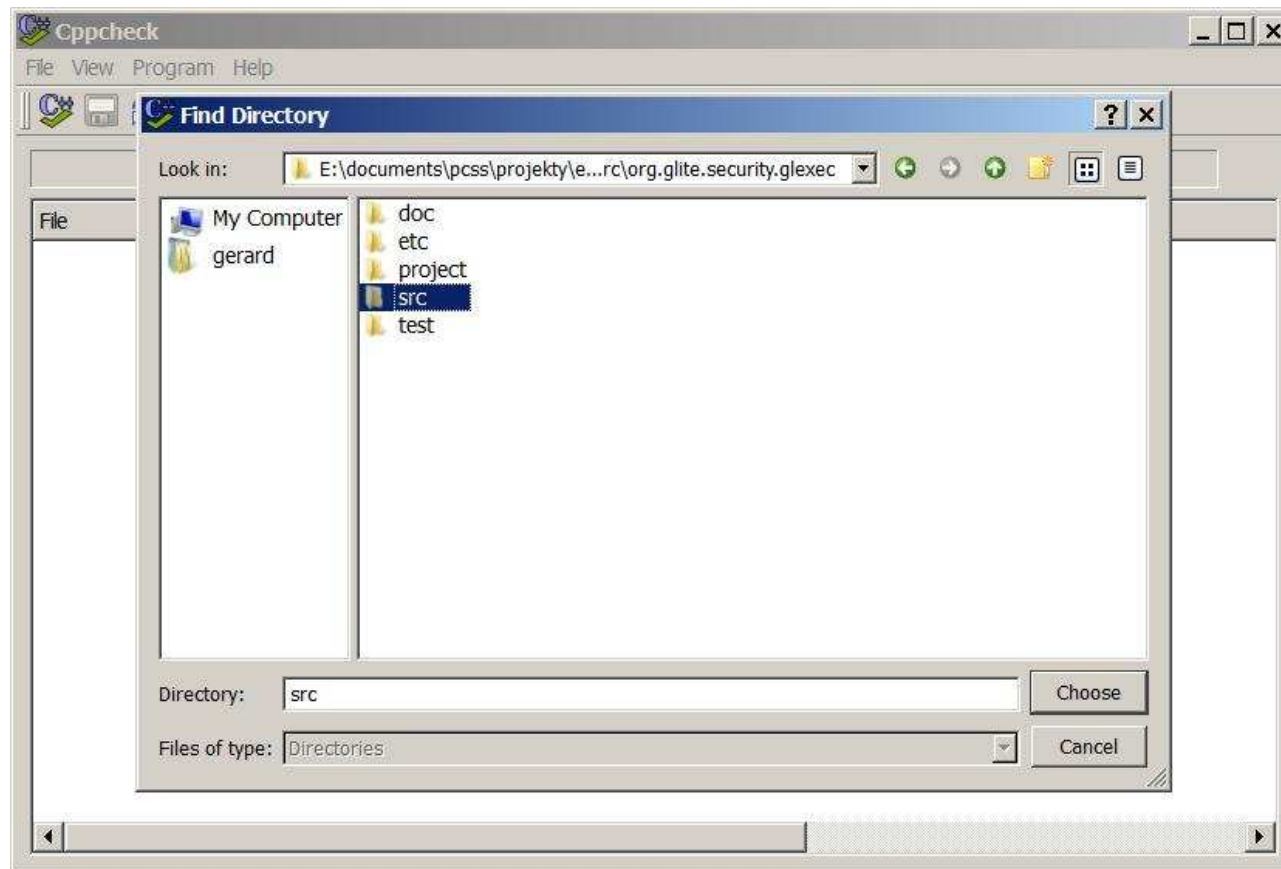 Cppcheck
File View Program Help
Find Directory
Look in: E:\documents\pcss\projekty\e...rc\org.glite.security.glexec
File
My Computer
gerard
doc
etc
project
src
test
Directory: src Choose
Files of type: Directories Cancel